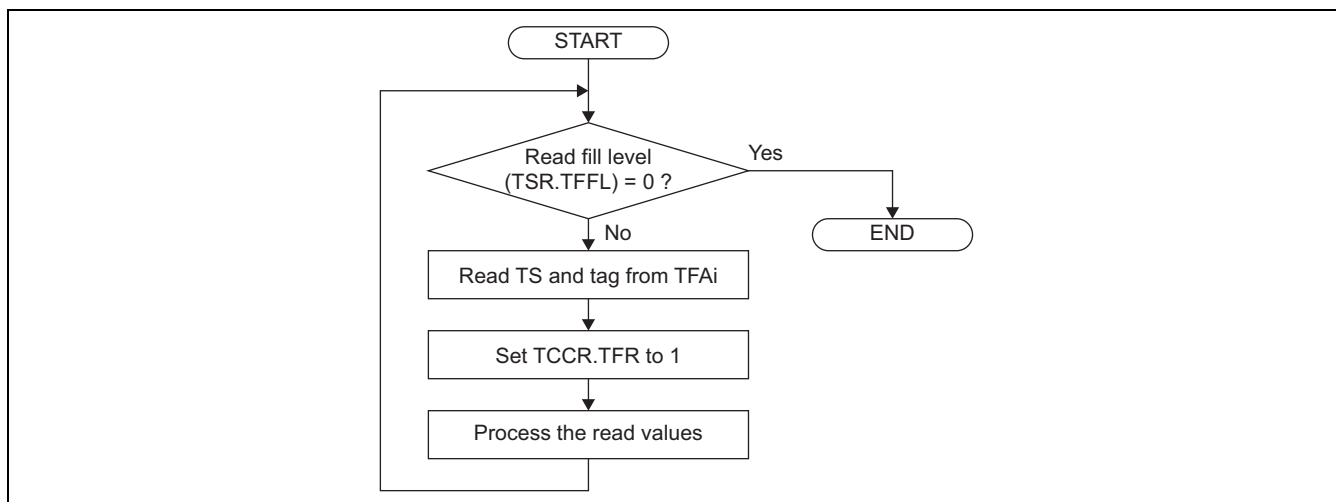 START
Read fill level
(TSR.TFFL) = 0 ?
Yes
No
END
Read TS and tag from TFAi
Set TCCR.TFR to 1
Process the read values